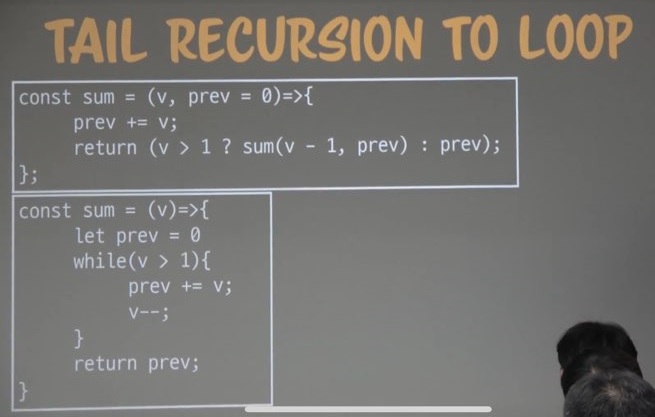 TAIL RECURSION TO LOOP
const sum = (v, prev = 0)=>{
prev += v;
return (v > 1 ? sum(v - 1, prev) : prev);
};
const sum = (v)=>{
let prev = 0
while(v > 1){
prev += v;
v--;
}
return prev;
}